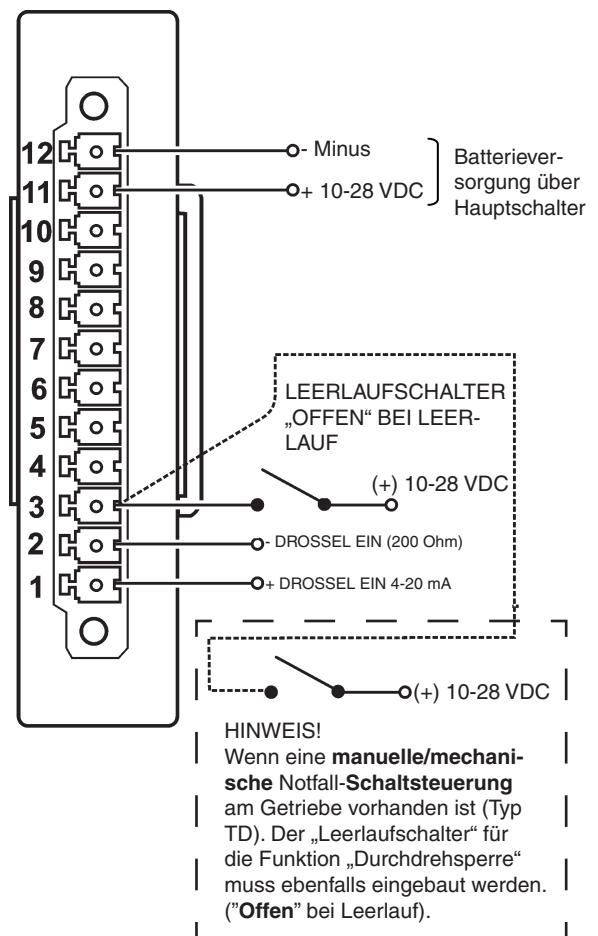 12
- Minus
11
+ 10-28 VDC
Batteriever-
sorgung über
Hauptschalter
10
9
8
7
6
5
4
LEERLAUFSCHALTER
„OFFEN“ BEI LEER-
LAUF
3
(+) 10-28 VDC
2
- DROSSEL EIN (200 Ohm)
1
+ DROSSEL EIN 4-20 mA
(+) 10-28 VDC
HINWEIS!
Wenn eine manuelle/mechani-
sche Notfall-Schaltsteuerung
am Getriebe vorhanden ist (Typ
TD). Der „Leerlaufschalter“ für
die Funktion „Durchdrehsperre“
muss ebenfalls eingebaut werden.
("Offen" bei Leerlauf).